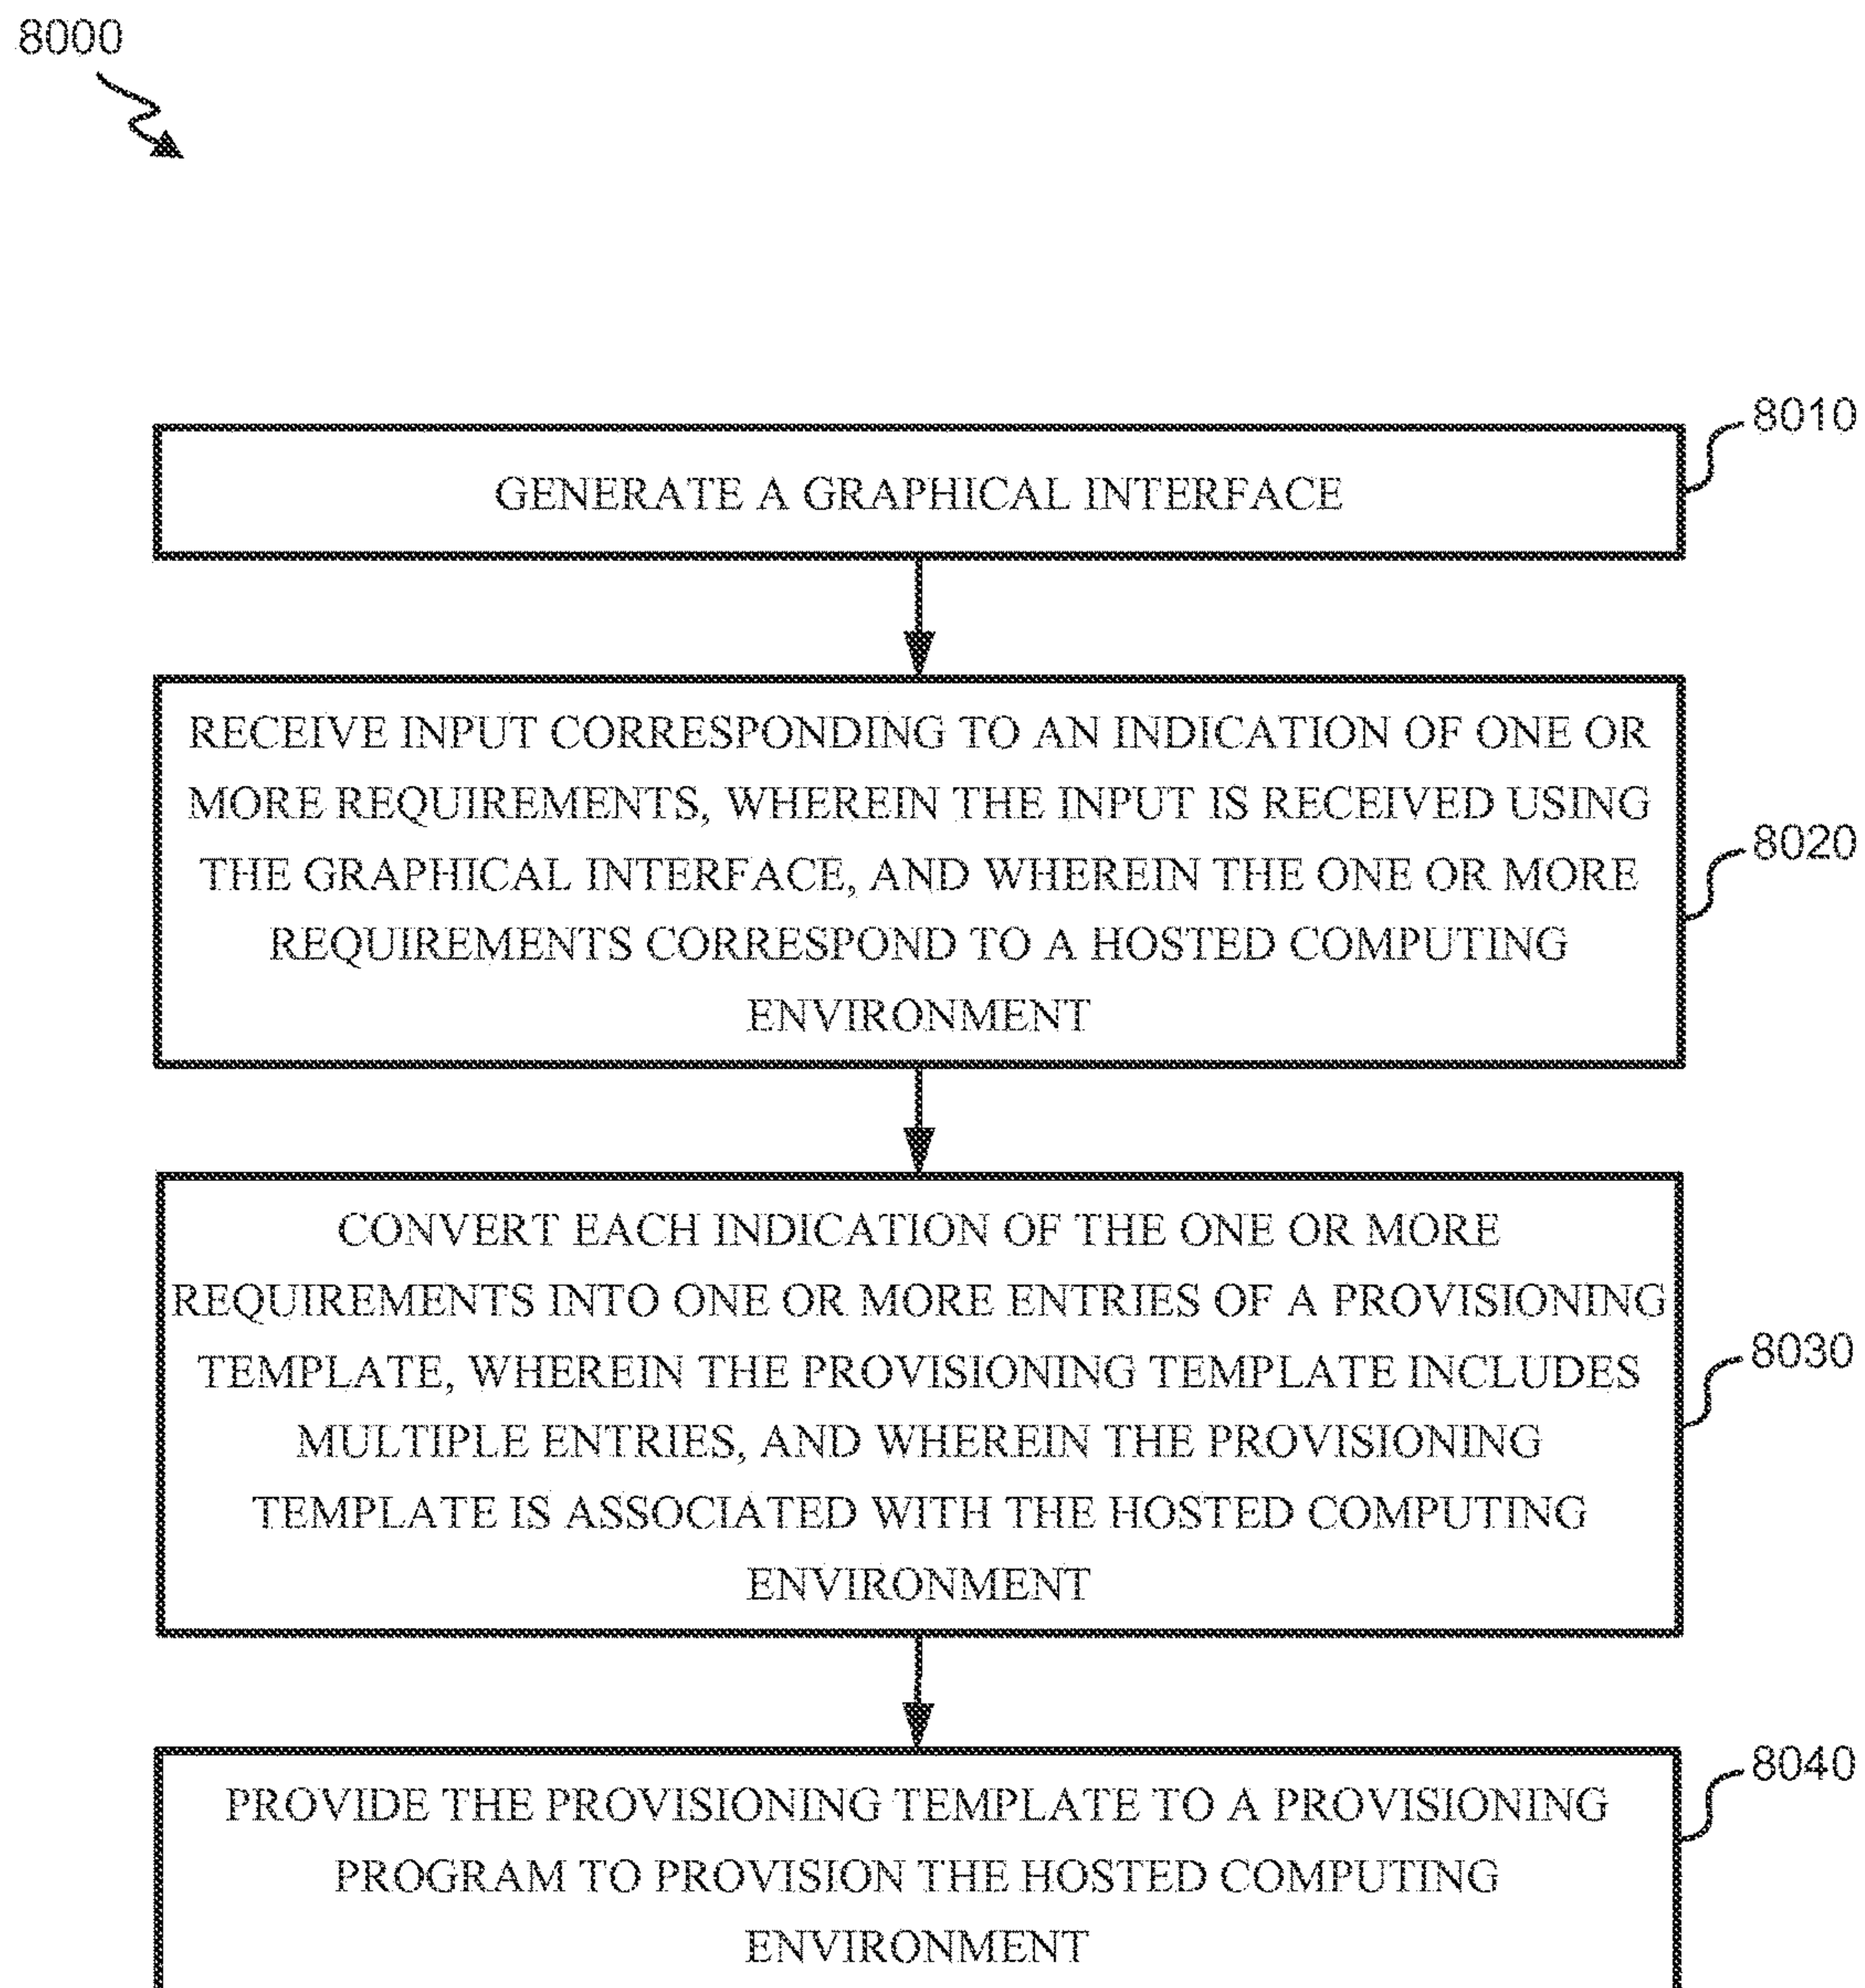 8000
8010
GENERATE A GRAPHICAL INTERFACE
RECEIVE INPUT CORRESPONDING TO AN INDICATION OF ONE OR
MORE REQUIREMENTS, WHEREIN THE INPUT IS RECEIVED USING
8020
THE GRAPHICAL INTERFACE, AND WHEREIN THE ONE OR MORE
REQUIREMENTS CORRESPOND TO A HOSTED COMPUTING
ENVIRONMENT
CONVERT EACH INDICATION OF THE ONE OR MORE
REQUIREMENTS INTO ONE OR MORE ENTRIES OF A PROVISIONING
8030
TEMPLATE, WHEREIN THE PROVISIONING TEMPLATE INCLUDES
MULTIPLE ENTRIES, AND WHEREIN THE PROVISIONING
TEMPLATE IS ASSOCIATED WITH THE HOSTED COMPUTING
ENVIRONMENT
8040
PROVIDE THE PROVISIONING TEMPLATE TO A PROVISIONING
PROGRAM TO PROVISION THE HOSTED COMPUTING
ENVIRONMENT